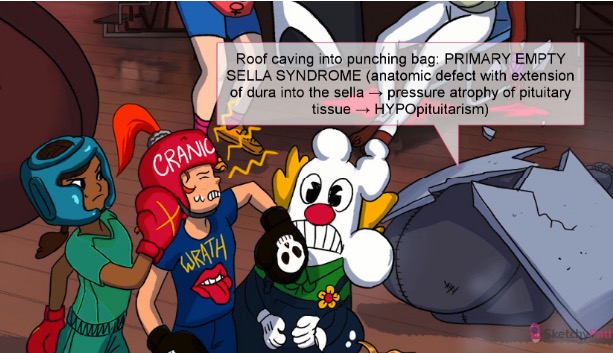 Roof caving into punching bag: PRIMARY EMPTY
SELLA SYNDROME (anatomic defect with extension
of dura into the sella → pressure atrophy of pituitary
tissue → HYPOpituitarism)
CRANIO
WRATH